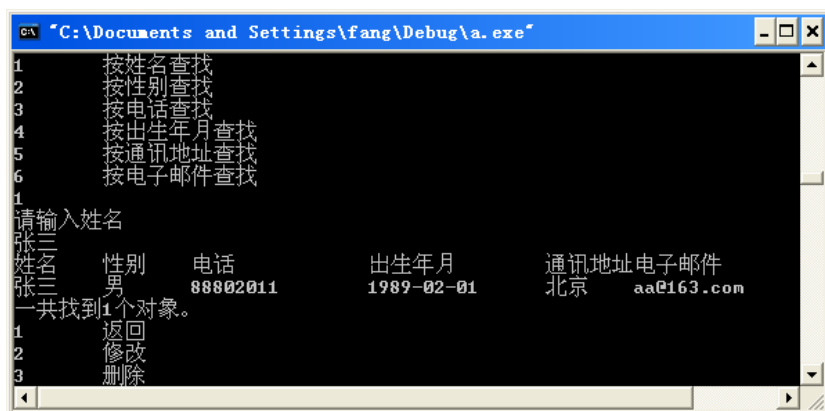 "C:\Documents and Settings\fang\Debug\a.exe"
1 按姓名查找
2 按性别查找
3 按电话查找
4 按出生年月查找
5 按通讯地址查找
6 按电子邮件查找
1
请输入姓名
张三
姓名 性别 电话 出生年月 通讯地址电子邮件
张三 男 88802011 1989-02-01 北京 aa@163.com
一共找到1个对象。
1 返回
2 修改
3 删除